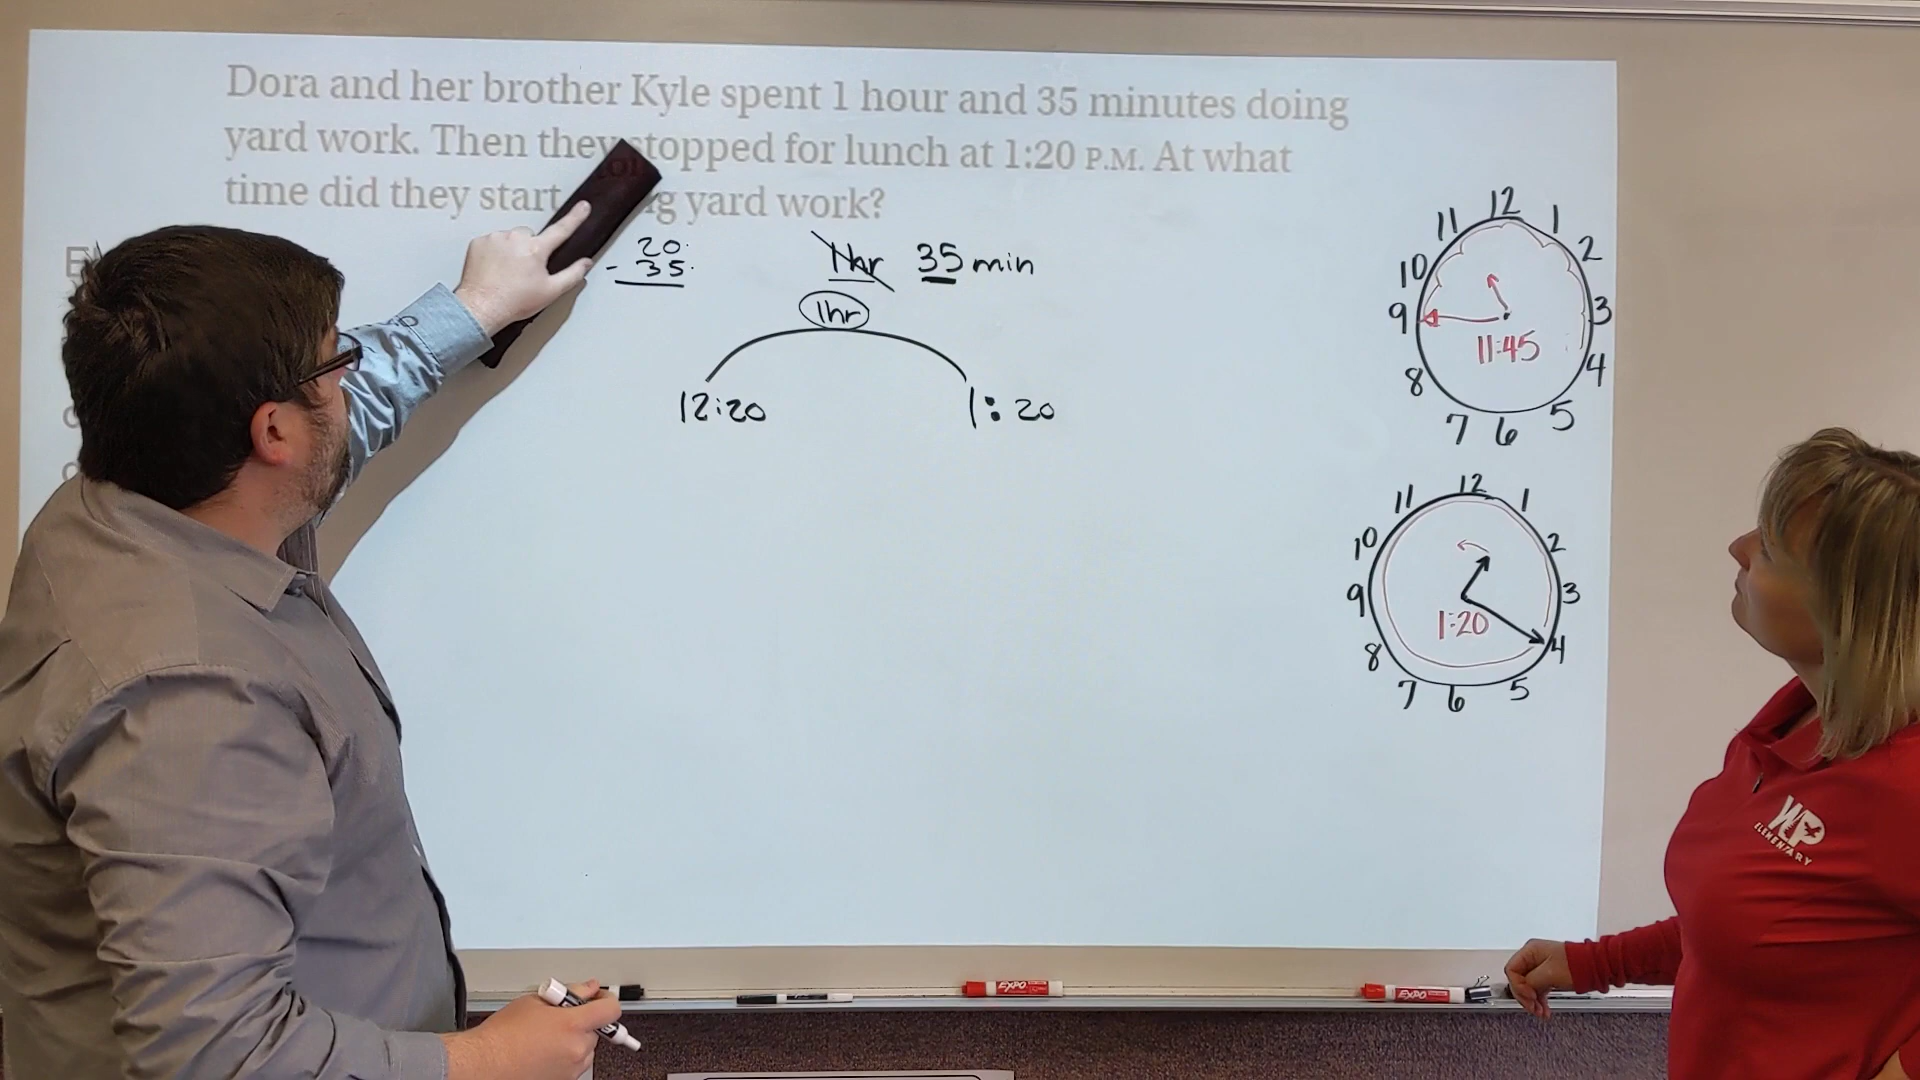 Dora and her brother Kyle spent 1 hour and 35 minutes doing
yard work. Then they stopped for lunch at 1:20 P.M. At what
time did they start yard work?
20
- 35
1hr 35 min
1hr
12:20 1:20
12
11 1
10 2
9 3
11:45
8 4
7 6 5
12
11 1
10 2
9 3
1:20
8 4
7 6 5
WP
ELEMENTARY
EXPO
EXPO